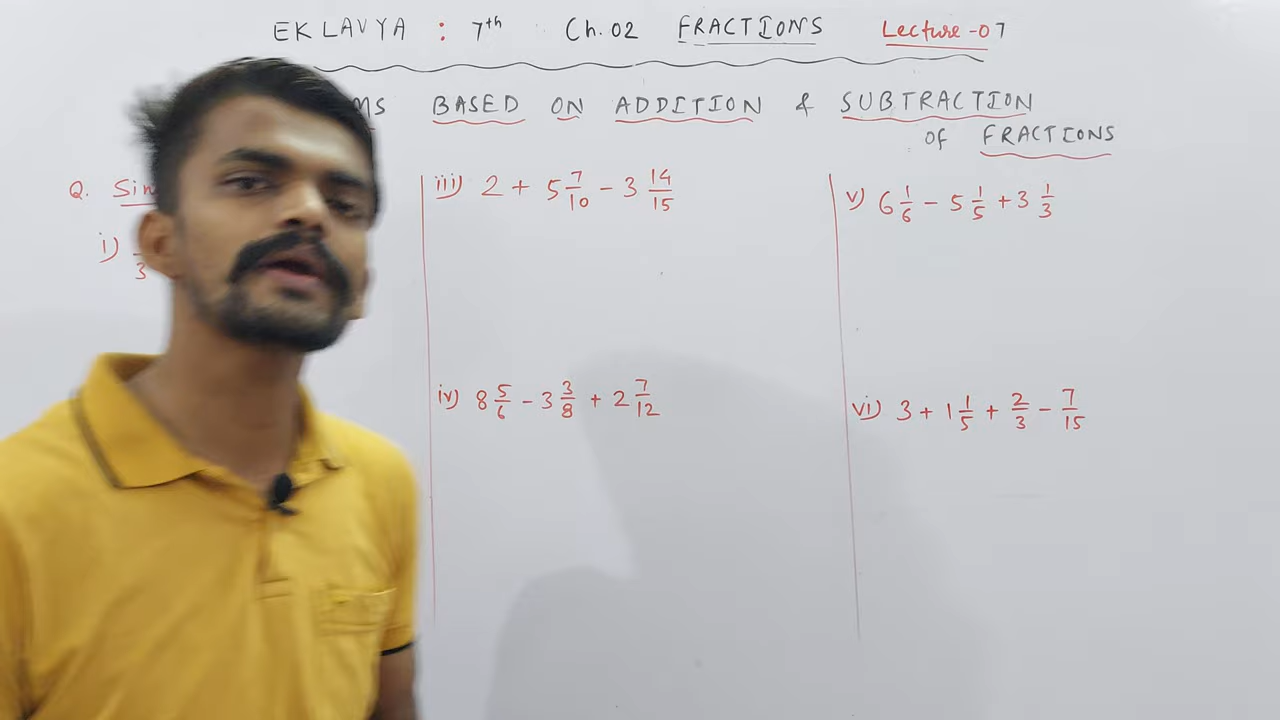 EKLAVYA : 7th Ch. 02 FRACTIONS Lecture -07
BASED ON ADDITION & SUBTRACTION
OF FRACTIONS
Q.
i)
iii) 2 + 5 7/10 - 3 14/15
iv) 8 5/6 - 3 3/8 + 2 7/12
v) 6 1/6 - 5 1/5 + 3 1/3
vi) 3 + 1 1/5 + 2/3 - 7/15